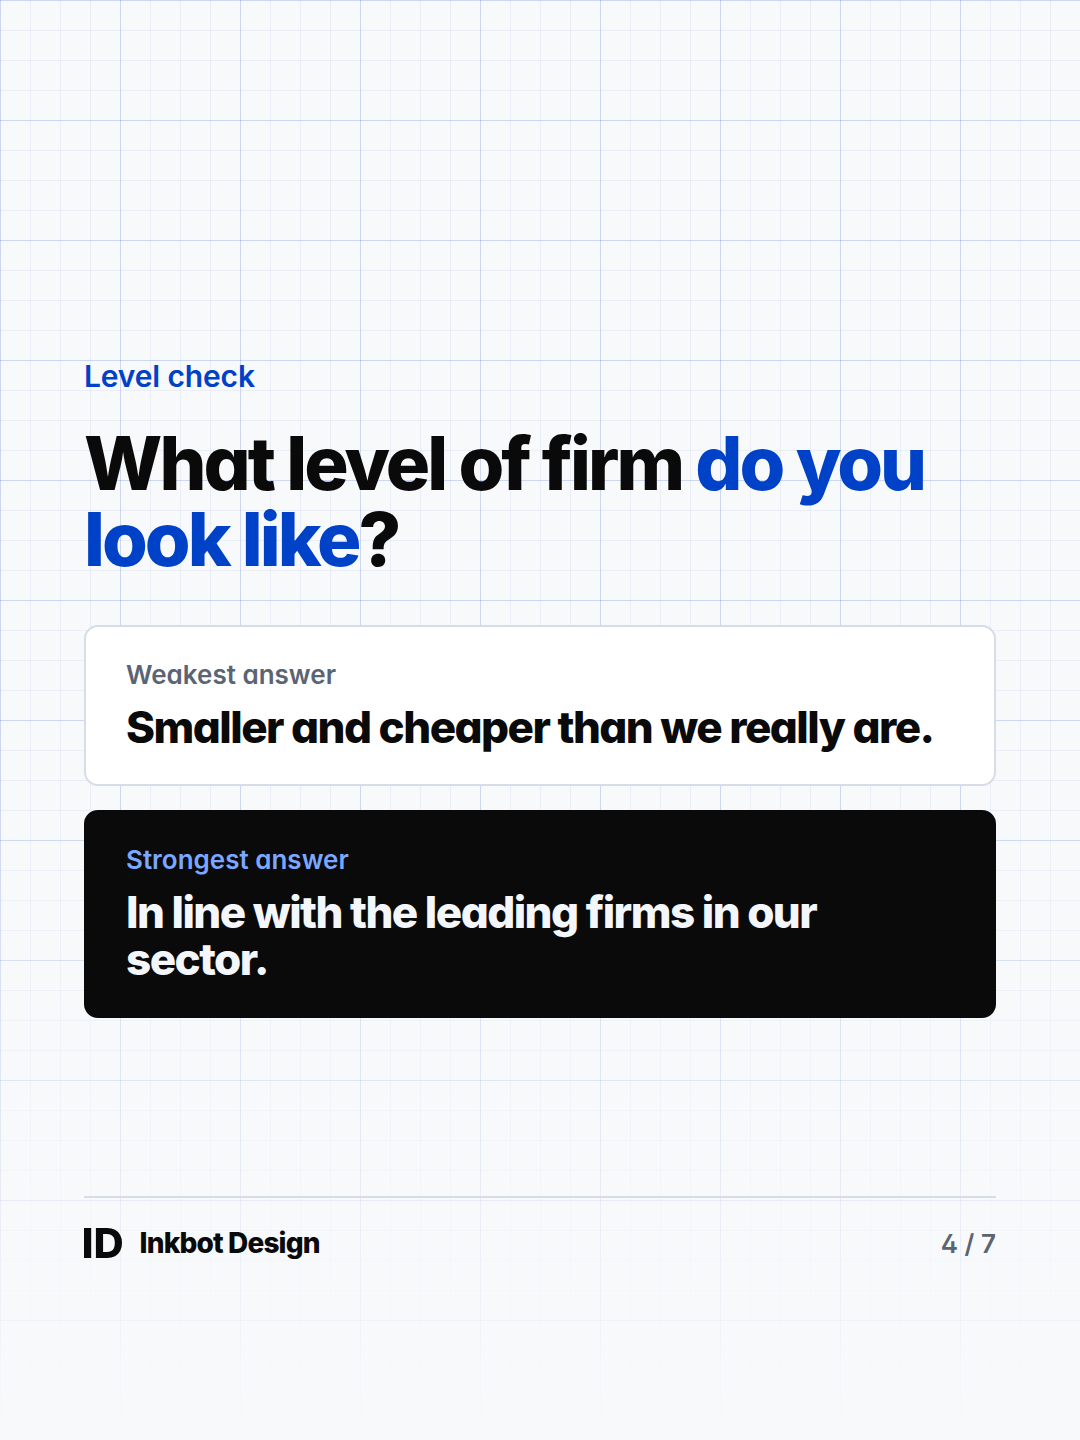 Level check
What level of firm do you
look like?
Weakest answer
Smaller and cheaper than we really are.
Strongest answer
In line with the leading firms in our
sector.
ID Inkbot Design
4 / 7